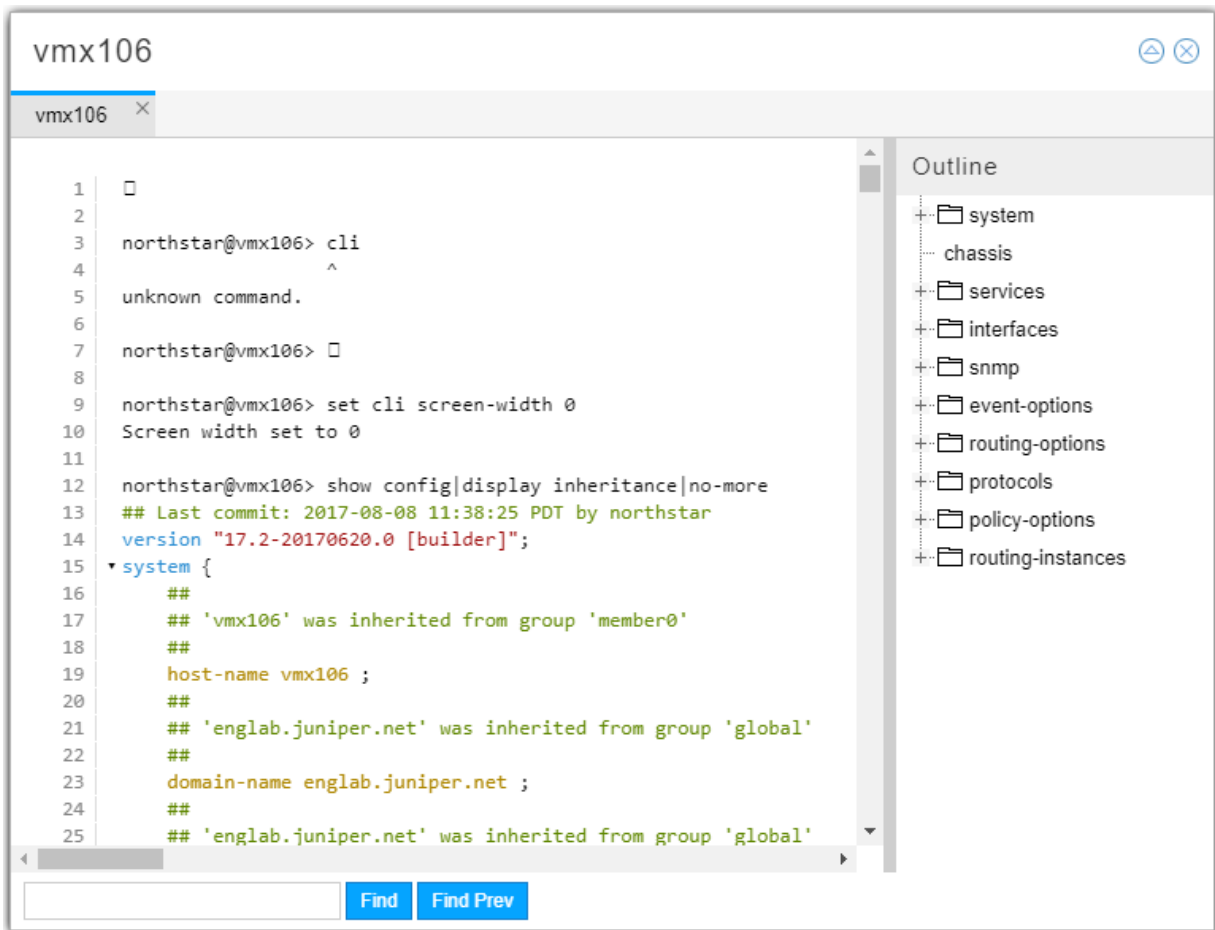 vmx106
vmx106
1 □
2
3 northstar@vmx106> cli
4 ^
5 unknown command.
6
7 northstar@vmx106> □
8
9 northstar@vmx106> set cli screen-width 0
10 Screen width set to 0
11
12 northstar@vmx106> show config|display inheritance|no-more
13 ## Last commit: 2017-08-08 11:38:25 PDT by northstar
14 version "17.2-20170620.0 [builder]";
15 system {
16 ##
17 ## 'vmx106' was inherited from group 'member0'
18 ##
19 host-name vmx106 ;
20 ##
21 ## 'englab.juniper.net' was inherited from group 'global'
22 ##
23 domain-name englab.juniper.net ;
24 ##
25 ## 'englab.juniper.net' was inherited from group 'global'
Find
Find Prev
Outline
system
chassis
services
interfaces
snmp
event-options
routing-options
protocols
policy-options
routing-instances